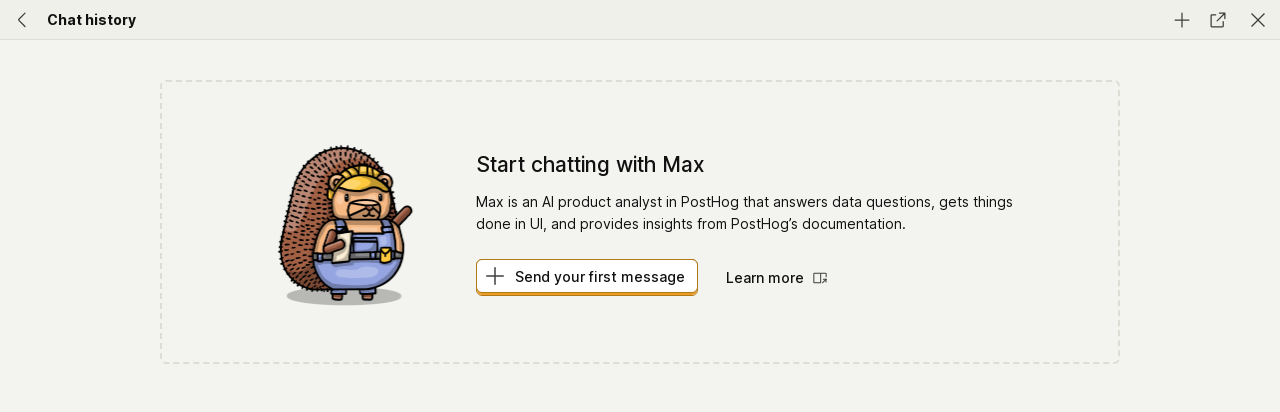 Chat history
Start chatting with Max
Max is an AI product analyst in PostHog that answers data questions, gets things
done in UI, and provides insights from PostHog’s documentation.
Send your first message
Learn more